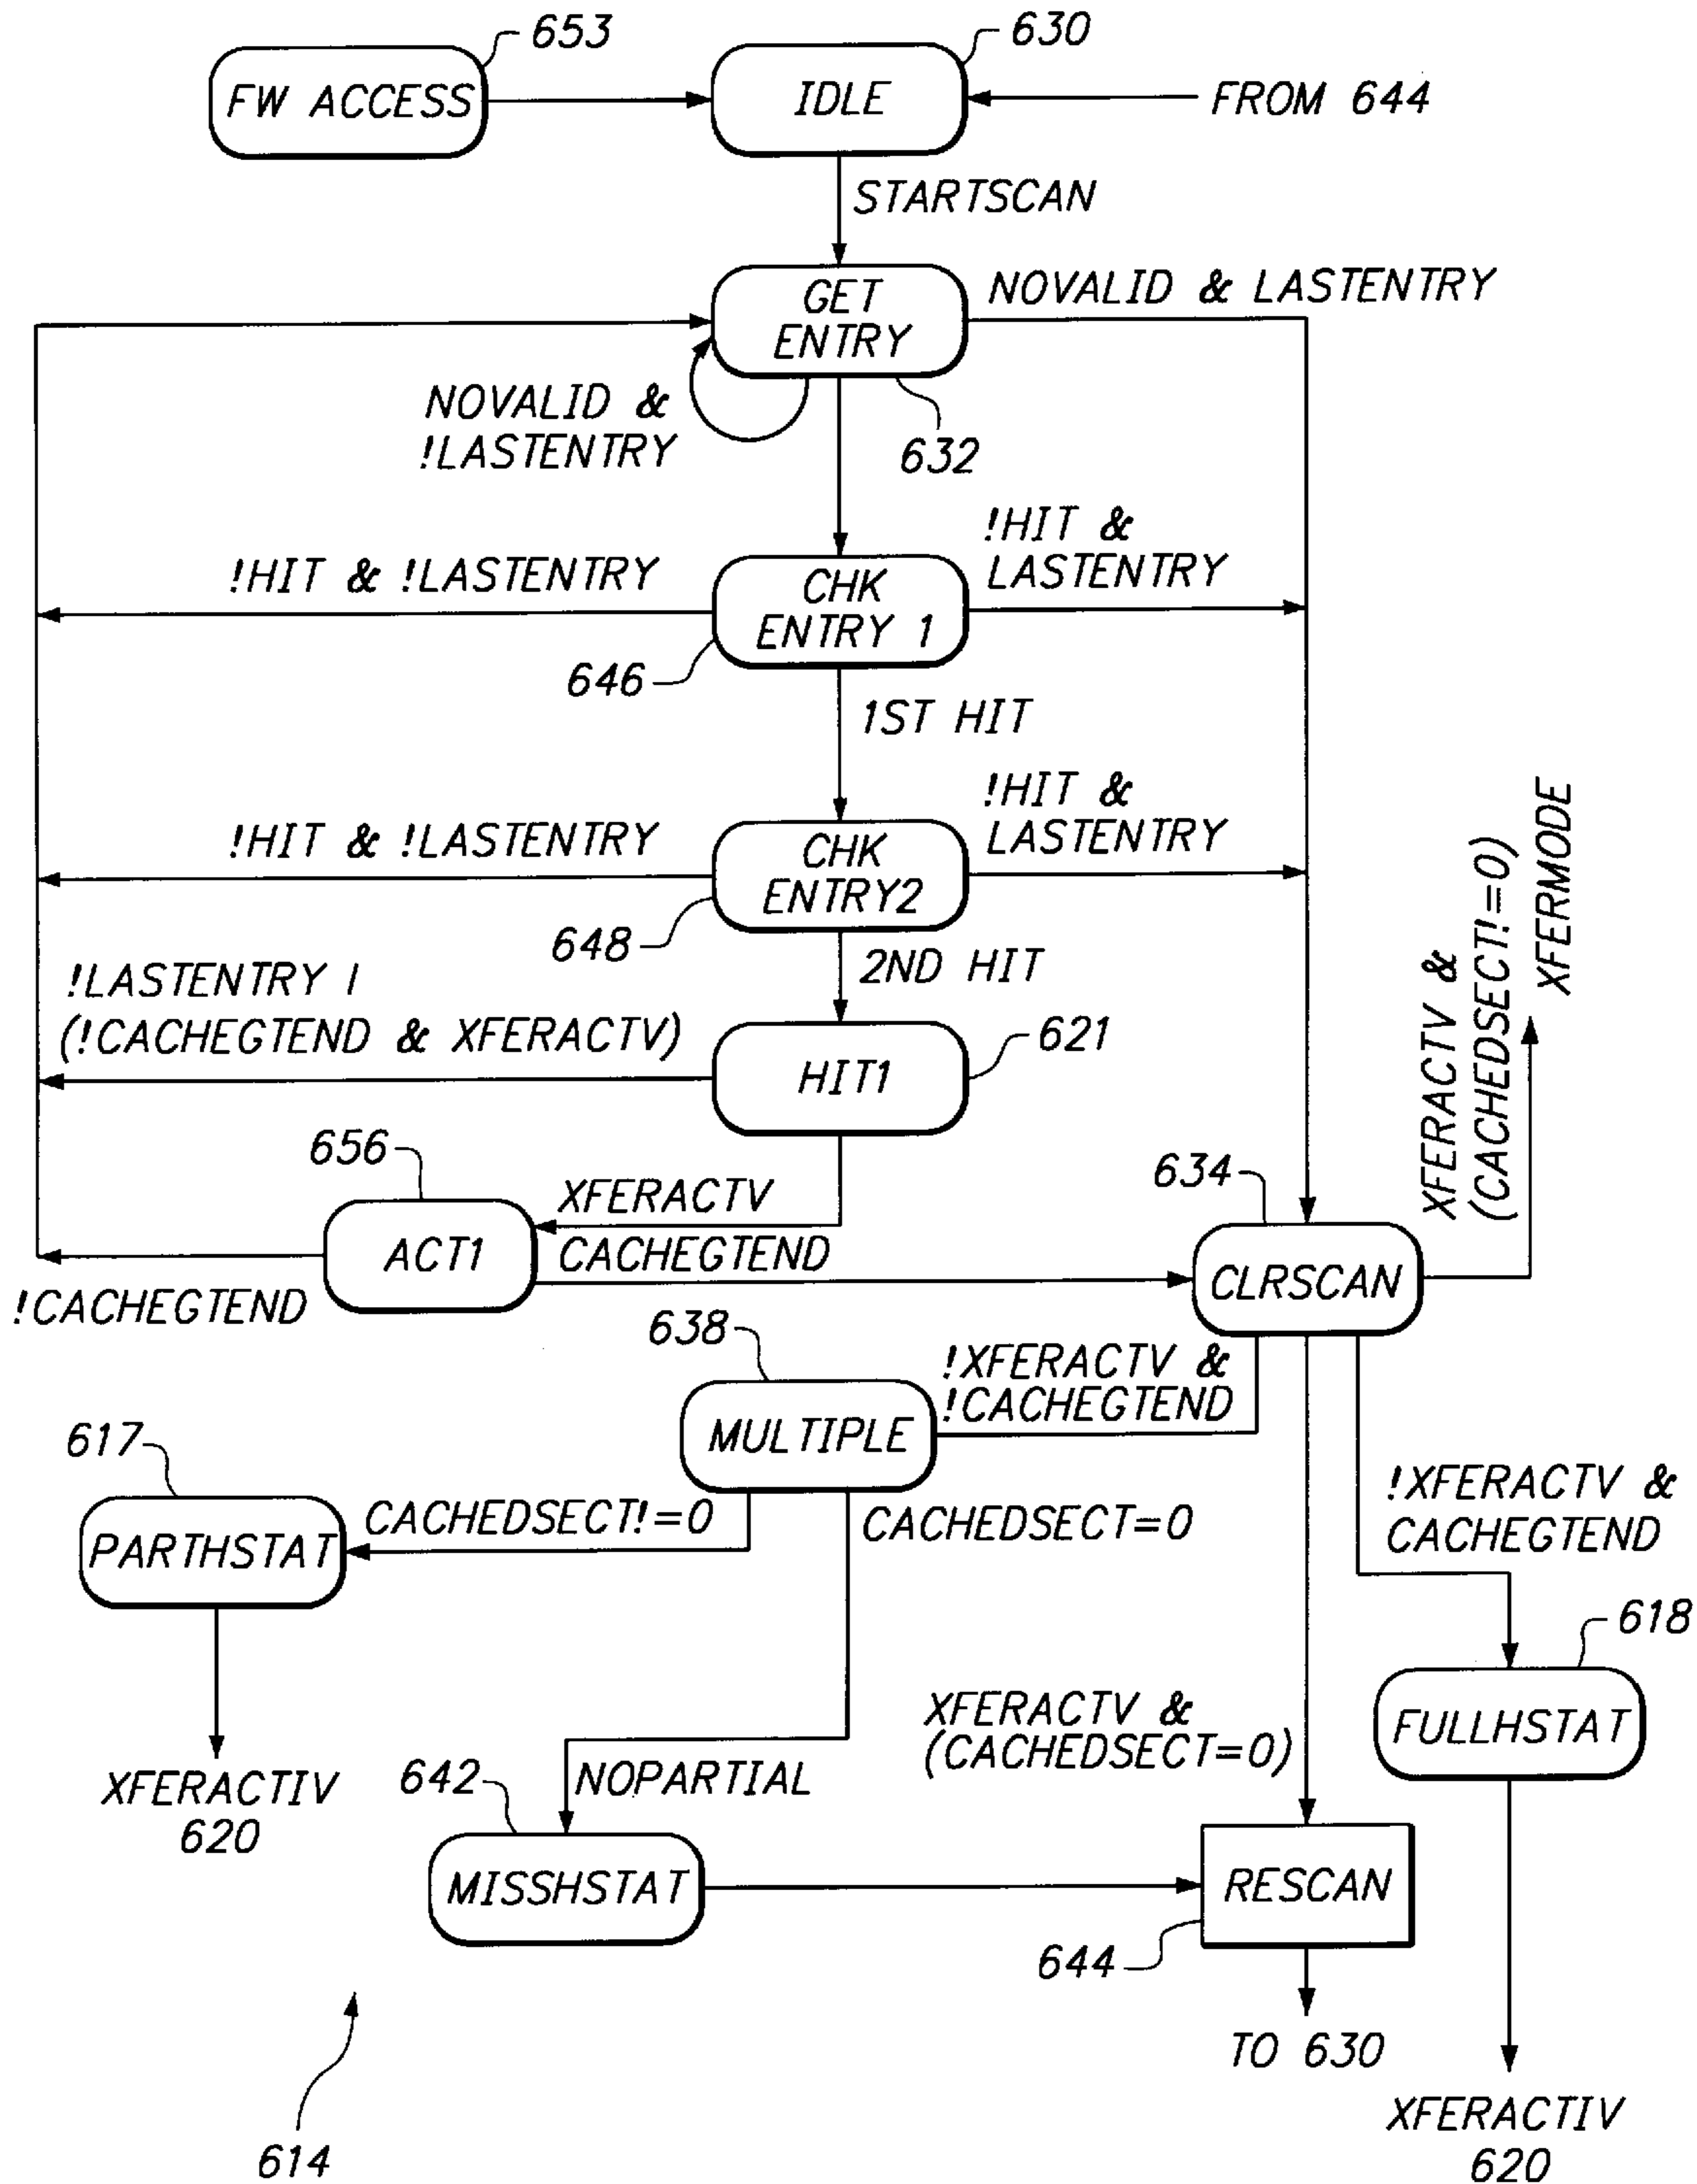 653
630
FW ACCESS
IDLE
FROM 644
STARTSCAN
GET
ENTRY
NOVALID & LASTENTRY
NOVALID &
!LASTENTRY
632
!HIT & !LASTENTRY
CHK
ENTRY 1
!HIT &
LASTENTRY
646
1ST HIT
!HIT & !LASTENTRY
CHK
ENTRY2
!HIT &
LASTENTRY
648
2ND HIT
XFERACTV &
(CACHEDSECT!=0)
XFERMODE
!LASTENTRY |
(!CACHEGTEND & XFERACTV)
HIT1
621
656
XFERACTV
634
ACT1
CACHEGTEND
CLRSCAN
!CACHEGTEND
638
!XFERACTV &
!CACHEGTEND
MULTIPLE
617
CACHEDSECT!=0
CACHEDSECT=0
!XFERACTV &
CACHEGTEND
PARTHSTAT
618
XFERACTV &
(CACHEDSECT=0)
FULLHSTAT
XFERACTIV
620
642
NOPARTIAL
MISSHSTAT
RESCAN
644
TO 630
XFERACTIV
620
614